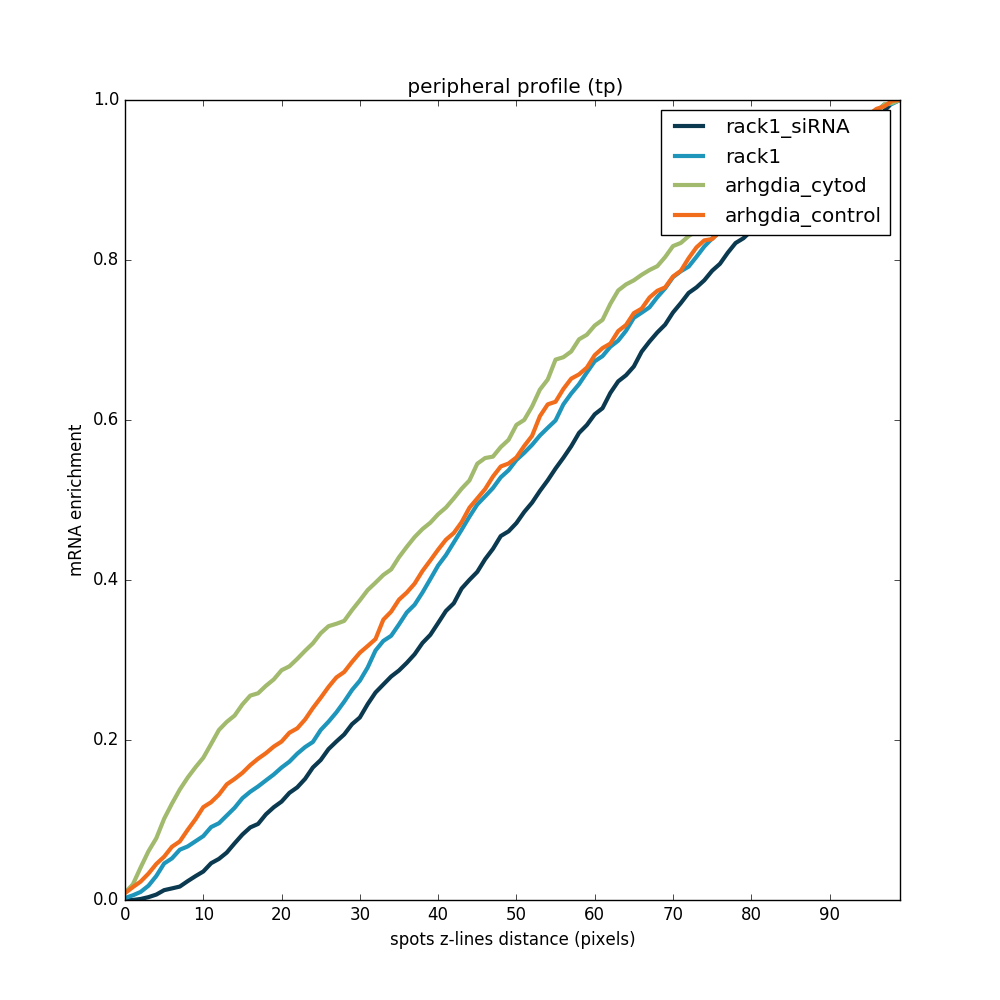 peripheral profile (tp)
1.0
0.8
0.6
0.4
0.2
0.0
mRNA enrichment
rack1_siRNA
rack1
arhgdia_cytod
arhgdia_control
0 10 20 30 40 50 60 70 80 90
spots z-lines distance (pixels)